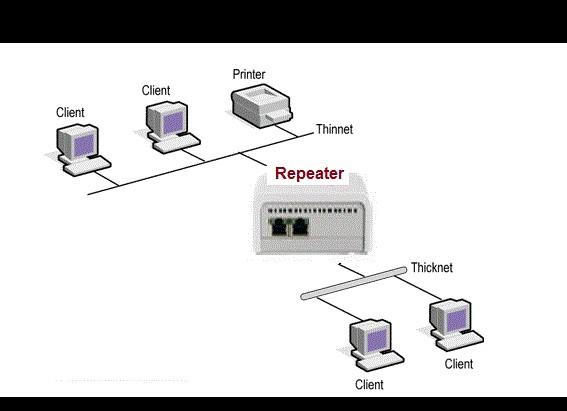 Printer
Client
Client
Thinnet
Repeater
Thicknet
Client
Client